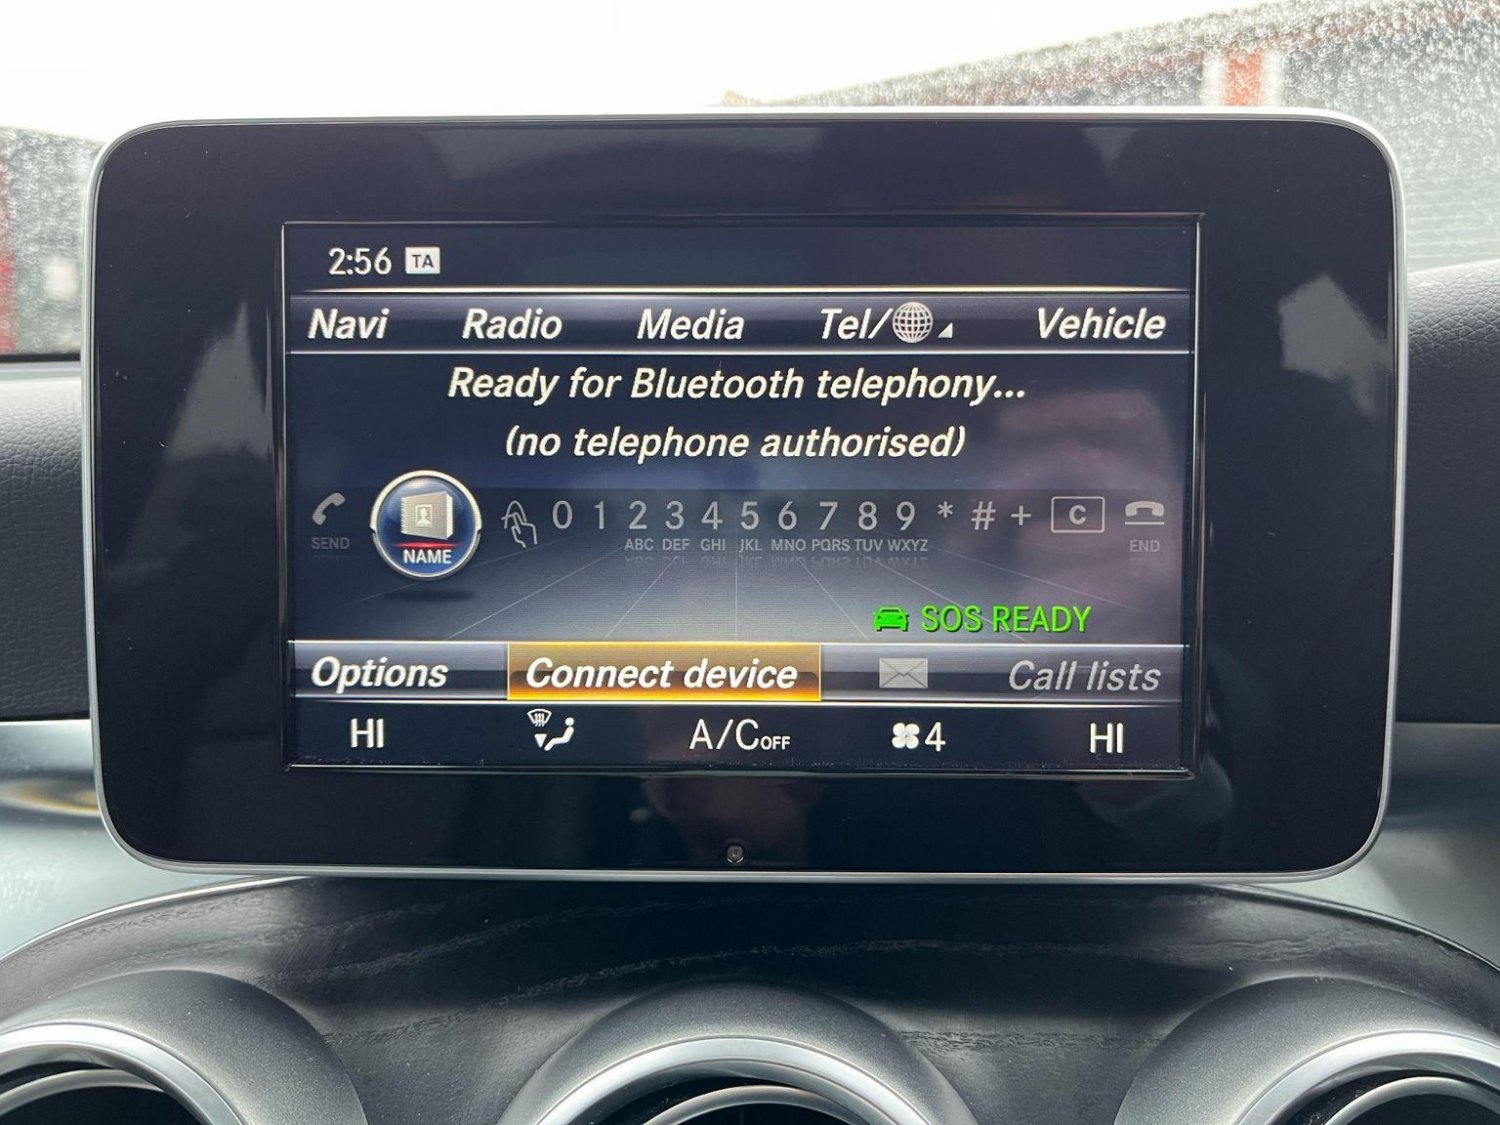 2:56 TA
Navi Radio Media Tel/ Vehicle
Ready for Bluetooth telephony...
(no telephone authorised)
0 1 2 3 4 5 6 7 8 9 * # + C
SEND NAME ABC DEF GHI JKL MNO PQRS TUV WXYZ END
SOS READY
Options Connect device Call lists
HI A/C OFF 4 HI